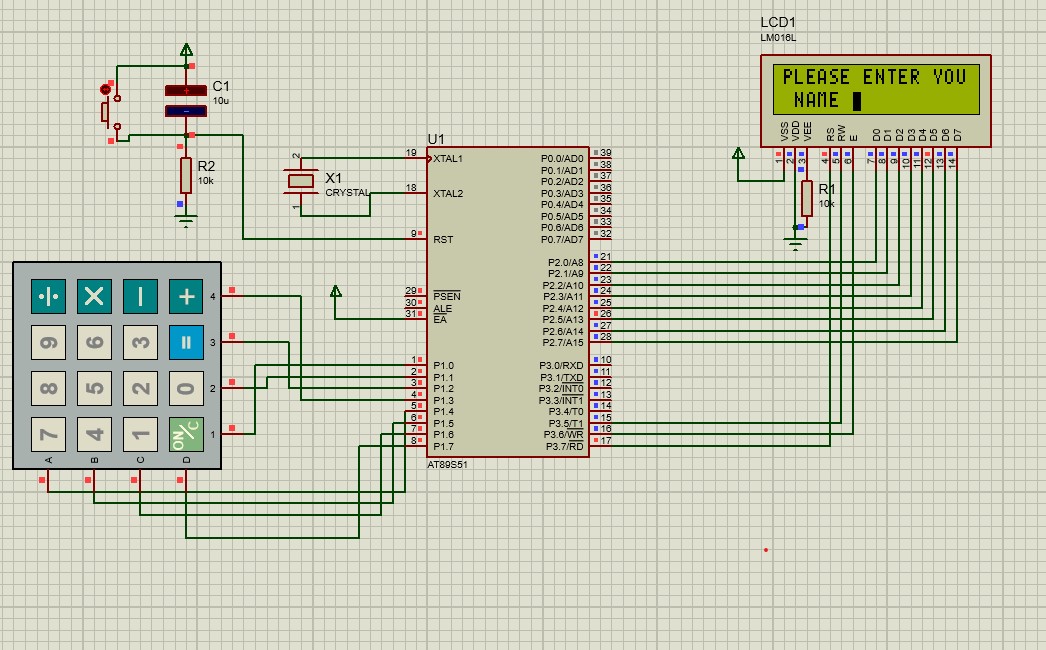 LCD1
LM016L
PLEASE ENTER YOU
NAME
VSS VDD VEE RS RW E D0 D1 D2 D3 D4 D5 D6 D7
1 2 3 4 5 6 7 8 9 10 11 12 13 14
R1
10k
C1
10u
R2
10k
X1
CRYSTAL
2
1
U1
19 XTAL1
18 XTAL2
9 RST
29 PSEN
30 ALE
31 EA
1 P1.0
2 P1.1
3 P1.2
4 P1.3
5 P1.4
6 P1.5
7 P1.6
8 P1.7
P0.0/AD0 39
P0.1/AD1 38
P0.2/AD2 37
P0.3/AD3 36
P0.4/AD4 35
P0.5/AD5 34
P0.6/AD6 33
P0.7/AD7 32
P2.0/A8 21
P2.1/A9 22
P2.2/A10 23
P2.3/A11 24
P2.4/A12 25
P2.5/A13 26
P2.6/A14 27
P2.7/A15 28
P3.0/RXD 10
P3.1/TXD 11
P3.2/INT0 12
P3.3/INT1 13
P3.4/T0 14
P3.5/T1 15
P3.6/WR 16
P3.7/RD 17
AT89S51
÷ × − + 4
9 6 3 = 3
8 5 2 0 2
7 4 1 ON/C 1
A B C D